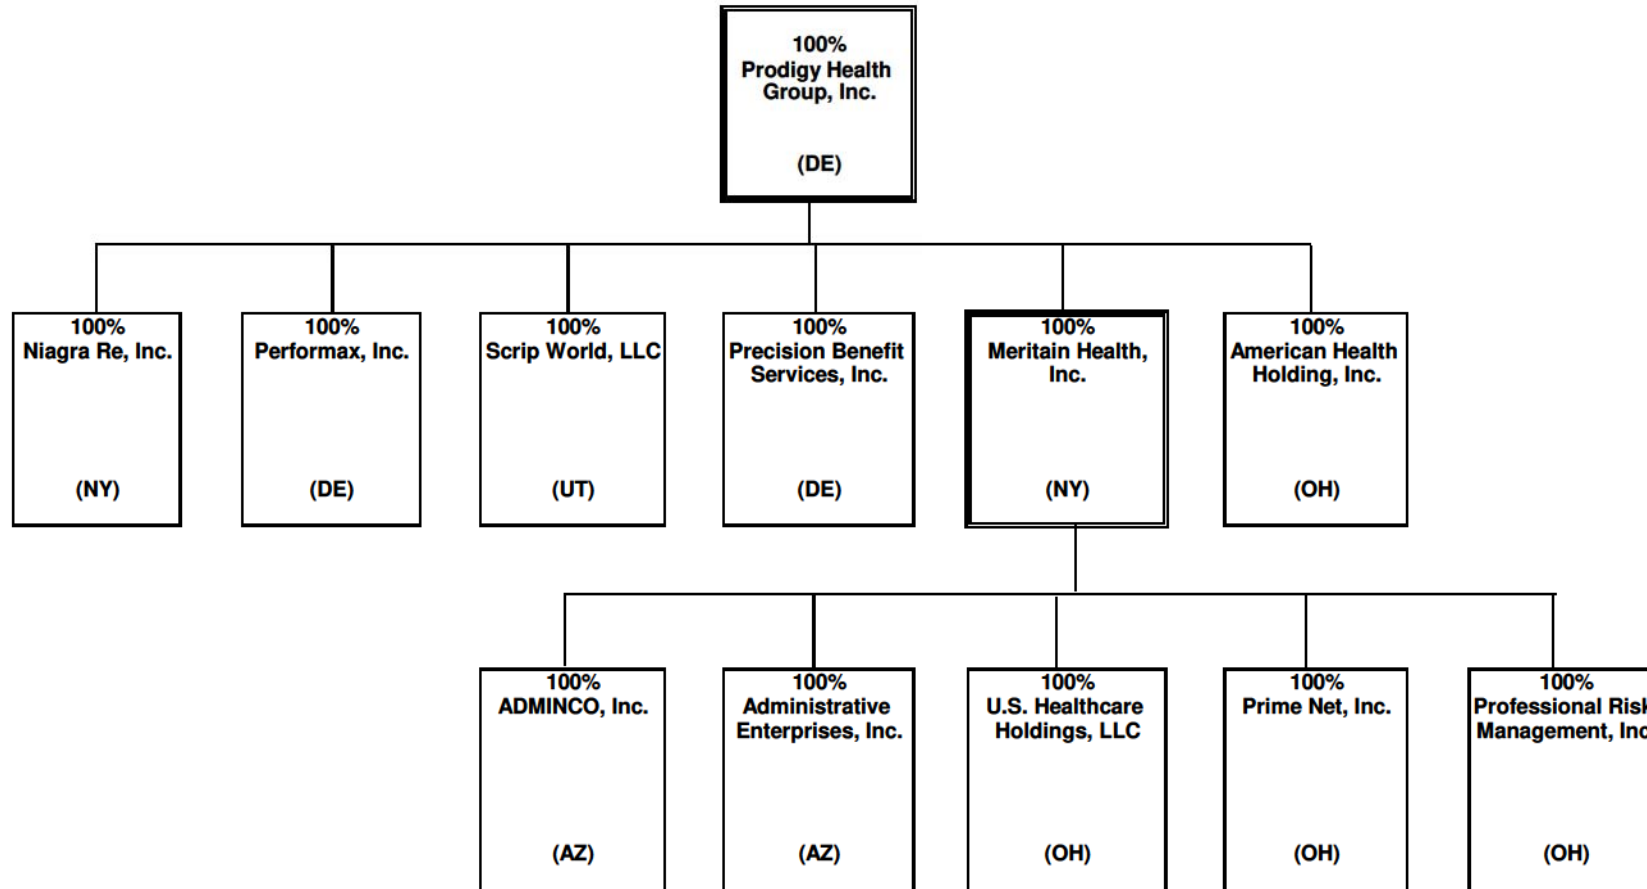 100%
Prodigy Health
Group, Inc.
(DE)
100%
Niagra Re, Inc.
(NY)
100%
Performax, Inc.
(DE)
100%
Scrip World, LLC
(UT)
100%
Precision Benefit
Services, Inc.
(DE)
100%
Meritain Health,
Inc.
(NY)
100%
American Health
Holding, Inc.
(OH)
100%
ADMINCO, Inc.
(AZ)
100%
Administrative
Enterprises, Inc.
(AZ)
100%
U.S. Healthcare
Holdings, LLC
(OH)
100%
Prime Net, Inc.
(OH)
100%
Professional Risk
Management, Inc
(OH)